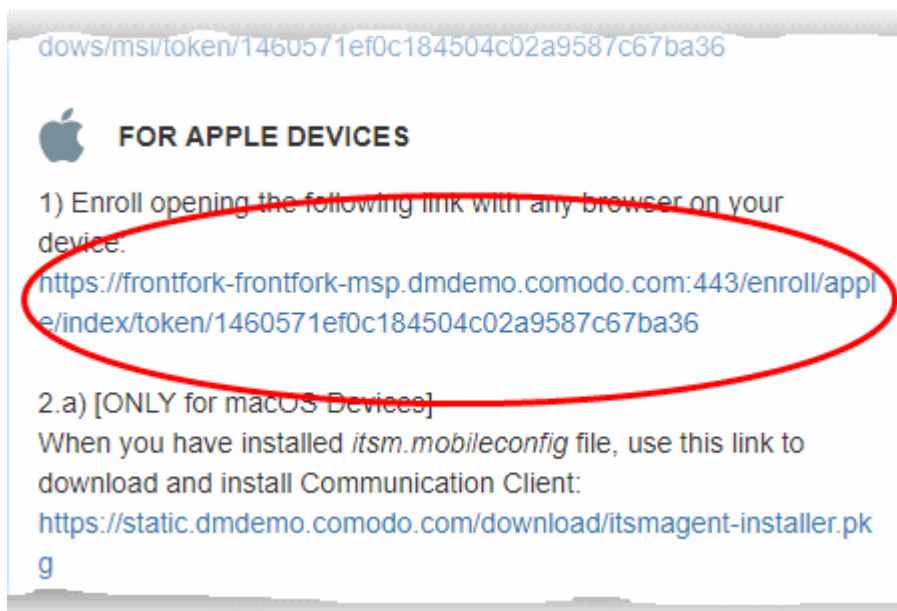 dows/msi/token/1460571ef0c184504c02a9587c67ba36
FOR APPLE DEVICES
1) Enroll opening the following link with any browser on your
device:
https://frontfork-frontfork-msp.dmdemo.comodo.com:443/enroll/appl
e/index/token/1460571ef0c184504c02a9587c67ba36
2.a) [ONLY for macOS Devices]
When you have installed itsm.mobileconfig file, use this link to
download and install Communication Client:
https://static.dmdemo.comodo.com/download/itsmagent-installer.pk
g